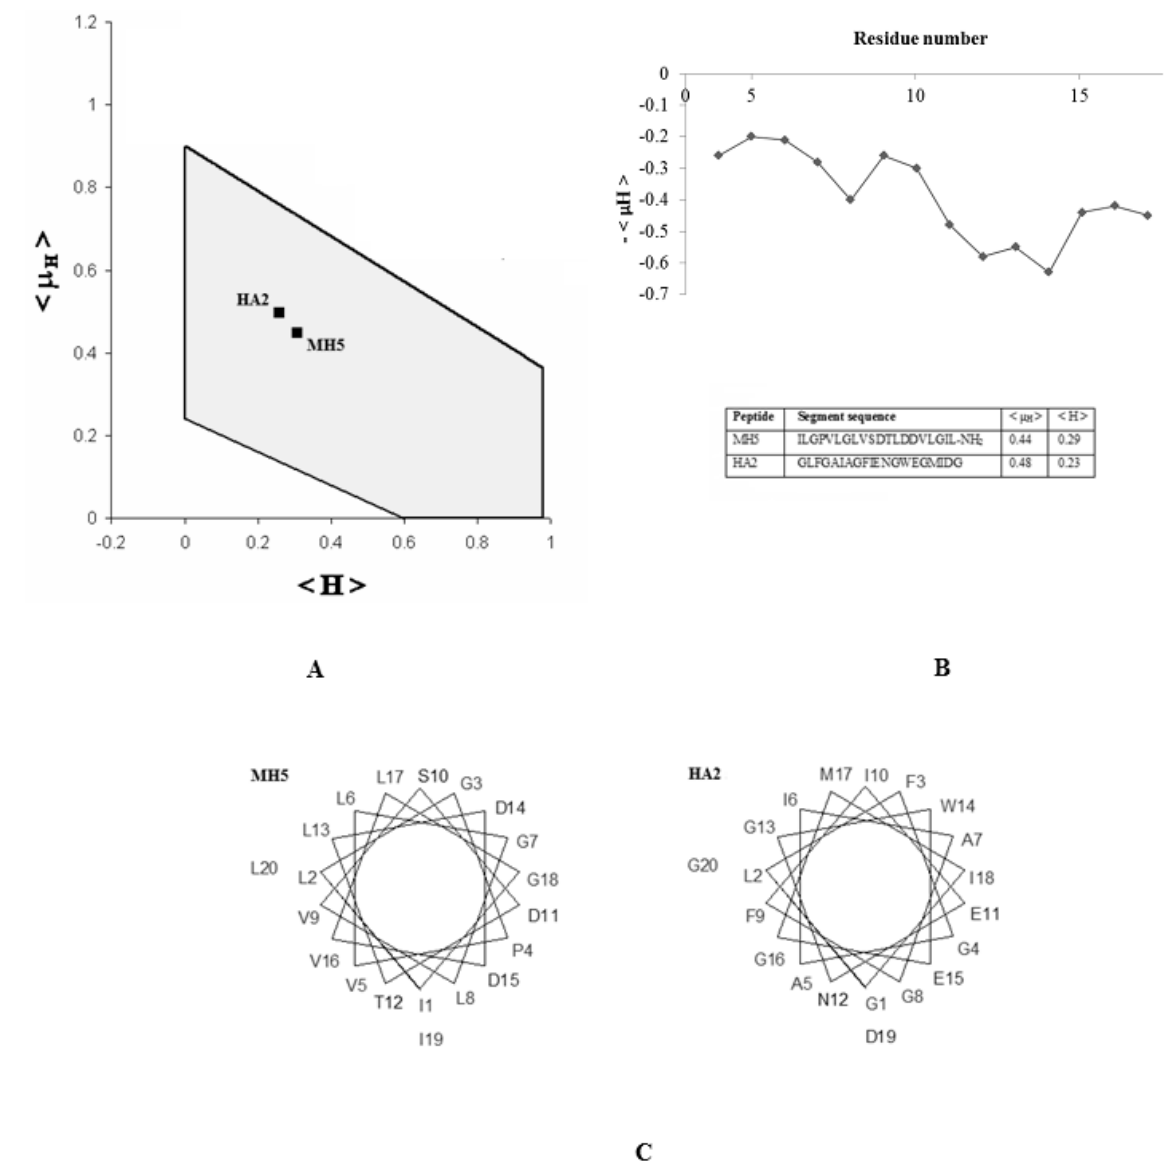 1.2
1
0.8
0.6
0.4
0.2
0
-0.2 0 0.2 0.4 0.6 0.8 1
< μH >
HA2
MH5
< H >
A
Residue number
0
-0.1
-0.2
-0.3
-0.4
-0.5
-0.6
-0.7
0 5 10 15
- < μH >
Peptide Segment sequence < μH > < H >
MH5 ILGPVLGLVSDTLDDVLGIL-NH2 0.44 0.29
HA2 GLFGAIAGFIENGWEGMIDG 0.48 0.23
B
MH5
L17 S10 G3
L6 D14
L13 G7
L20 L2 G18
V9 D11
V16 P4
V5 D15
T12 I1 L8
I19
HA2
M17 I10 F3
I6 W14
G13 A7
G20 L2 I18
F9 E11
G16 G4
A5 E15
N12 G1 G8
D19
C